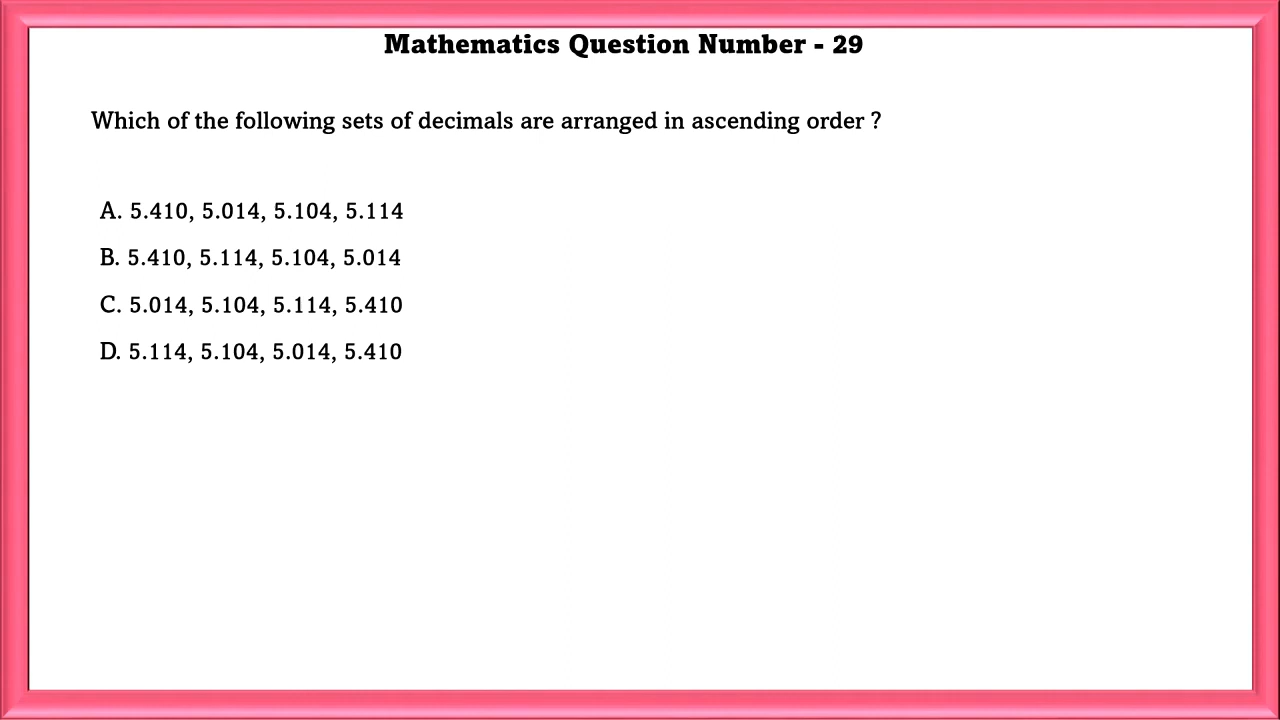 Mathematics Question Number - 29
Which of the following sets of decimals are arranged in ascending order ?
A. 5.410, 5.014, 5.104, 5.114
B. 5.410, 5.114, 5.104, 5.014
C. 5.014, 5.104, 5.114, 5.410
D. 5.114, 5.104, 5.014, 5.410